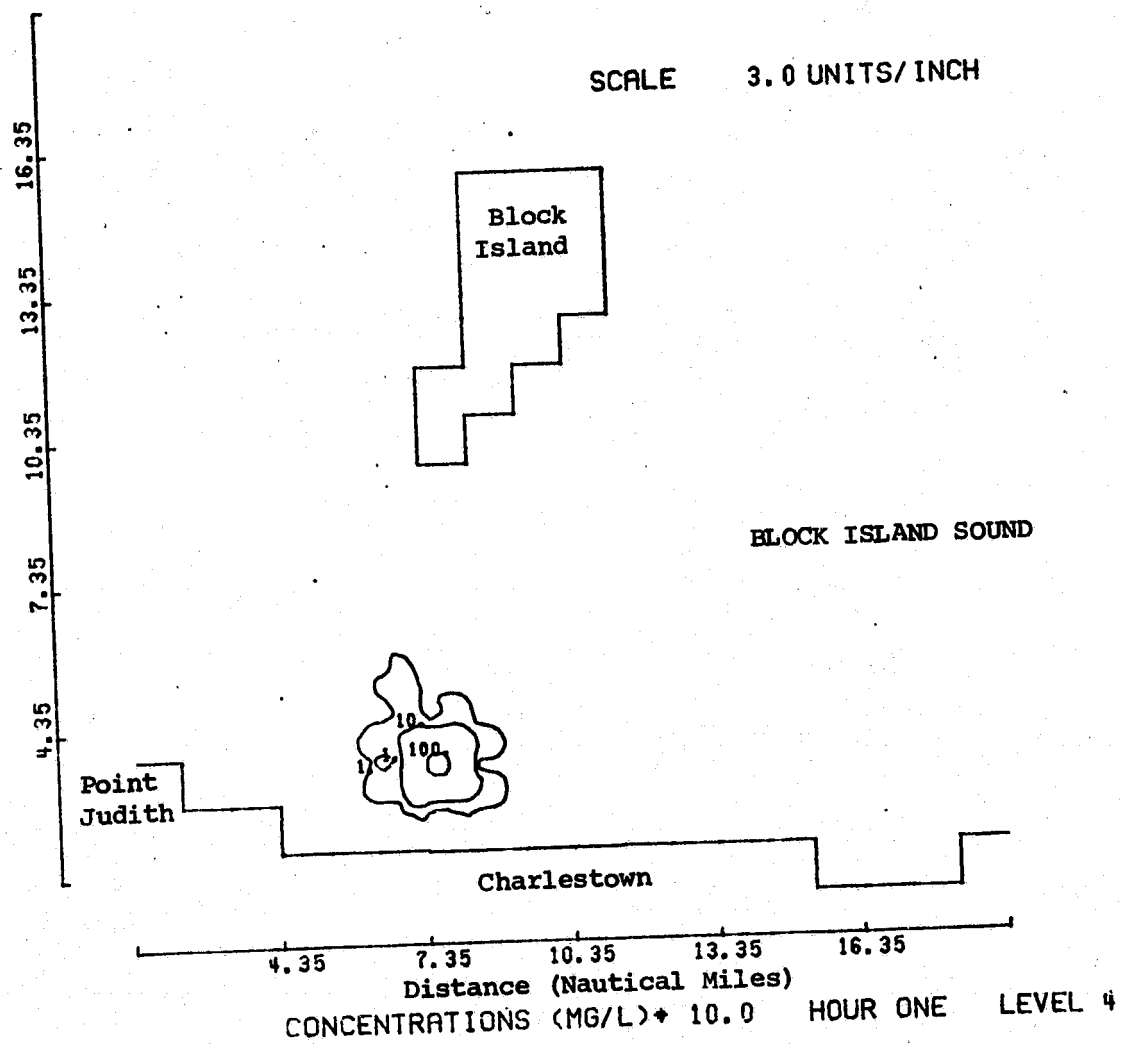 SCALE 3.0 UNITS/INCH
16.35
13.35
10.35
7.35
4.35
Block
Island
BLOCK ISLAND SOUND
10.
100.
1.
1
Point
Judith
Charlestown
4.35 7.35 10.35 13.35 16.35
Distance (Nautical Miles)
CONCENTRATIONS (MG/L)* 10.0 HOUR ONE LEVEL 4